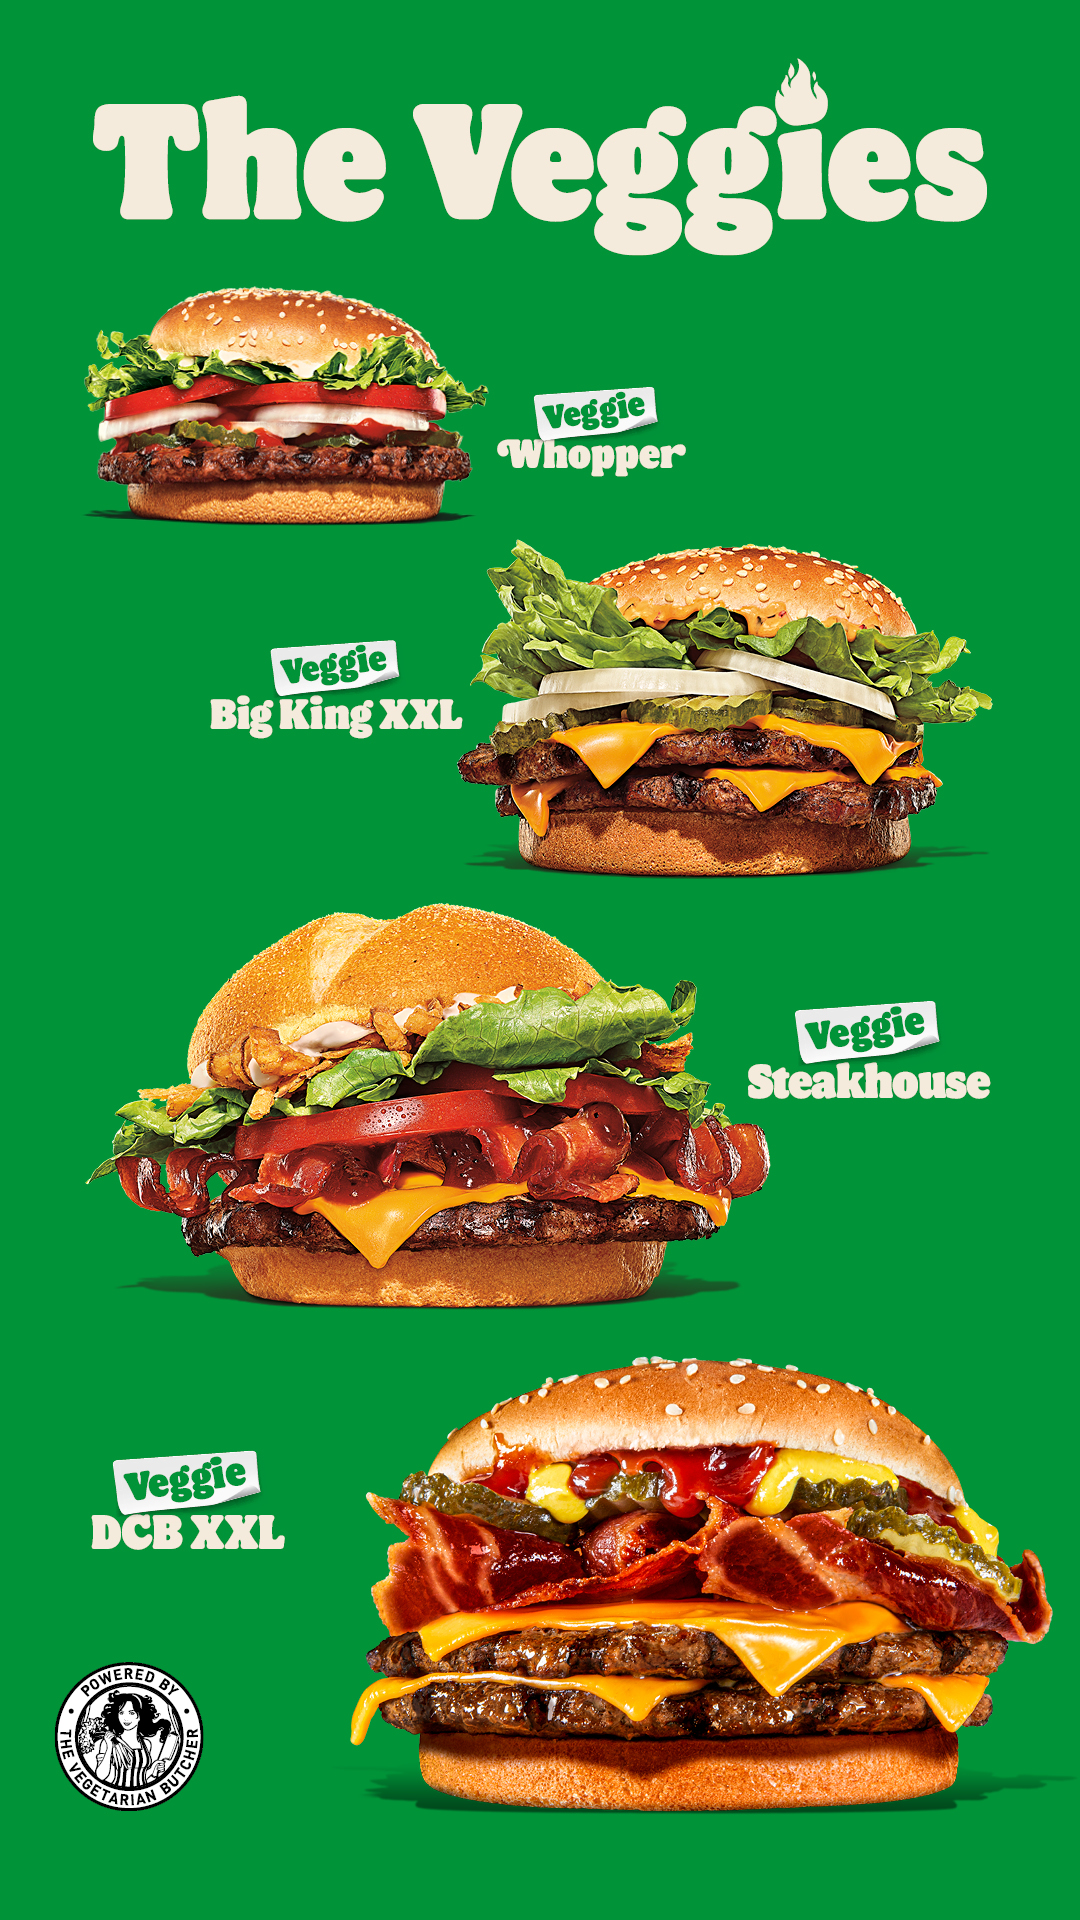 The Veggies
Veggie
Whopper
Veggie
Big King XXL
Veggie
Steakhouse
Veggie
DCB XXL
POWERED BY
THE VEGETARIAN BUTCHER